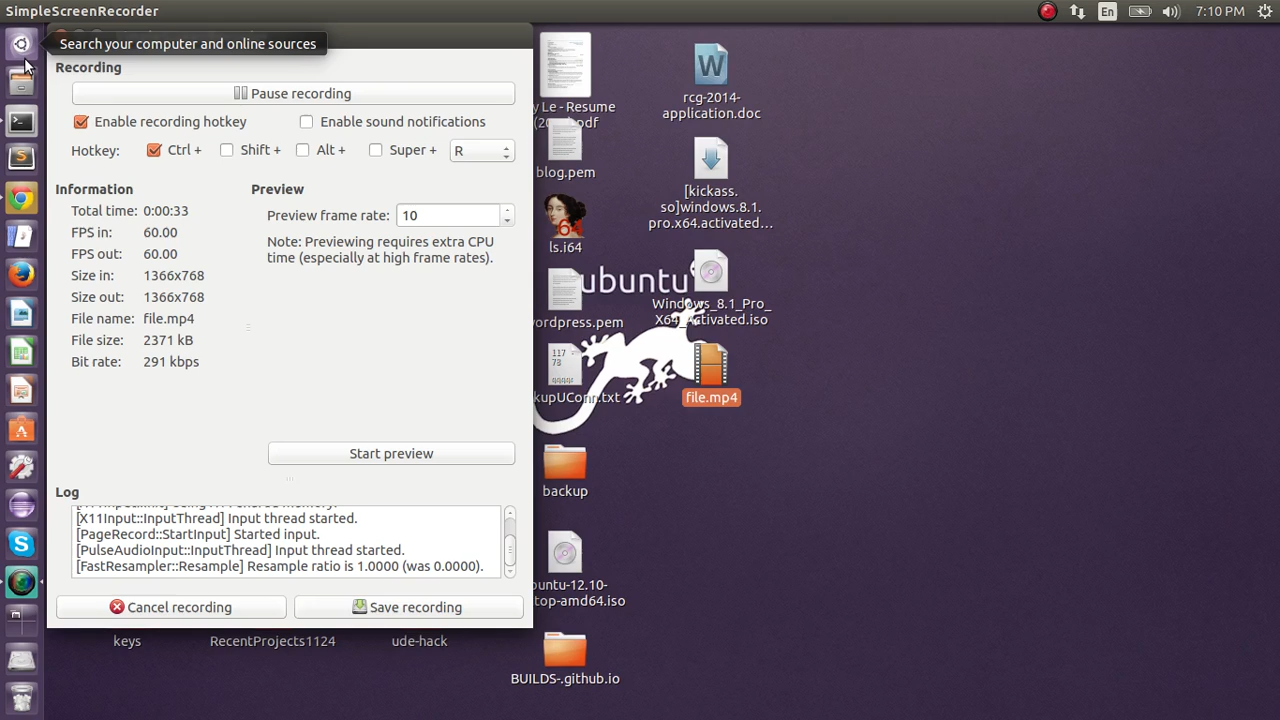 SimpleScreenRecorder
En
7:10 PM
Search your computer and online sources
Recording
Pause recording
Enable recording hotkey
Enable sound notifications
Hotkey:
Ctrl +
Shift +
Alt +
Super +
R
Information
Total time: 0:00:33
FPS in: 60.00
FPS out: 60.00
Size in: 1366x768
Size out: 1366x768
File name: file.mp4
File size: 2371 kB
Bit rate: 291 kbps
Preview
Preview frame rate: 10
Note: Previewing requires extra CPU
time (especially at high frame rates).
Start preview
Log
[X11Input::InputThread] Input thread started.
[PageRecord::StartInput] Started input.
[PulseAudioInput::InputThread] Input thread started.
[FastResampler::Resample] Resample ratio is 1.0000 (was 0.0000).
Cancel recording
Save recording
keys
RecentProjects1124
ude-hack
y Le - Resume
blog.pem
64
ls.i64
ordpress.pem
kupUConn.txt
backup
buntu-12.10-
top-amd64.iso
BUILDS-.github.io
W
rcg-2014-
application.doc
[kickass.
so]windows.8.1.
pro.x64.activated...
Windows_8.1_Pro_
X64_Activated.iso
file.mp4
ubuntu